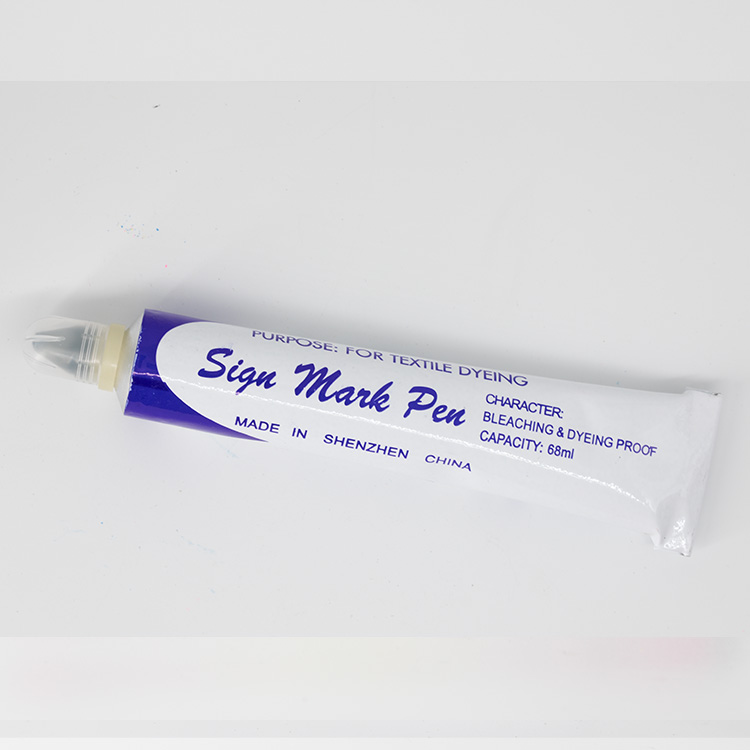 PURPOSE: FOR TEXTILE DYEING
Sign Mark Pen
MADE IN SHENZHEN CHINA
CHARACTER:
BLEACHING & DYEING PROOF
CAPACITY: 68ml